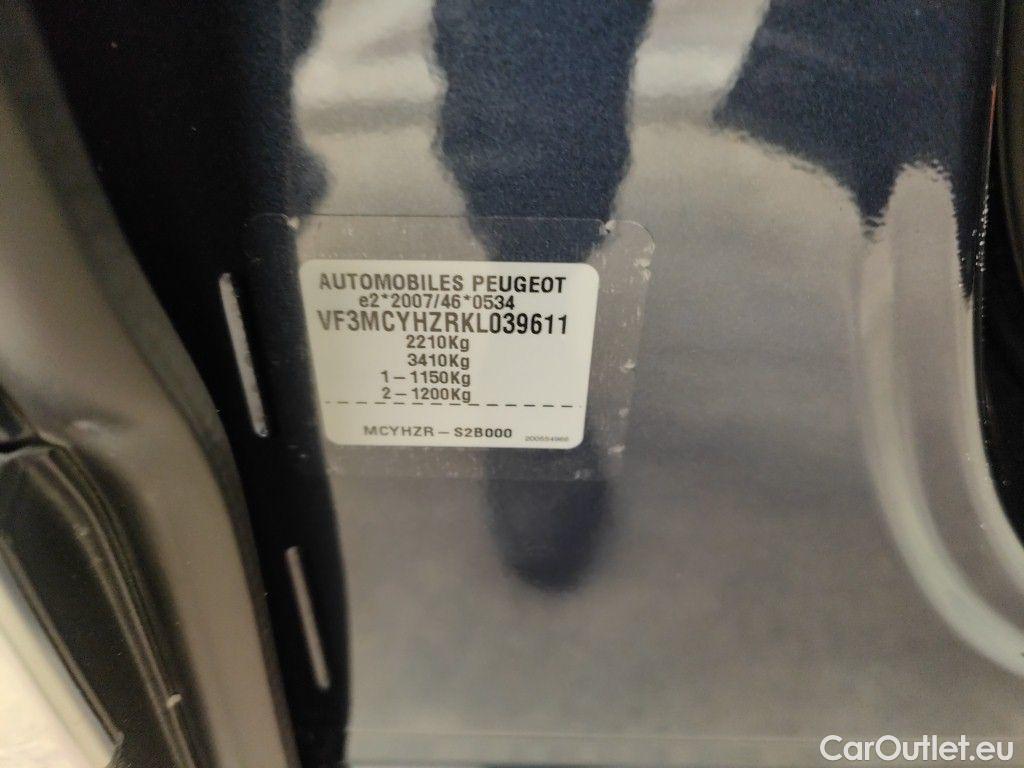 AUTOMOBILES PEUGEOT
e2*2007/46*0534
VF3MCYHZRKL039611
2210Kg
3410Kg
1-1150Kg
2-1200Kg
MCYHZR-S2B000
CarOutlet.eu